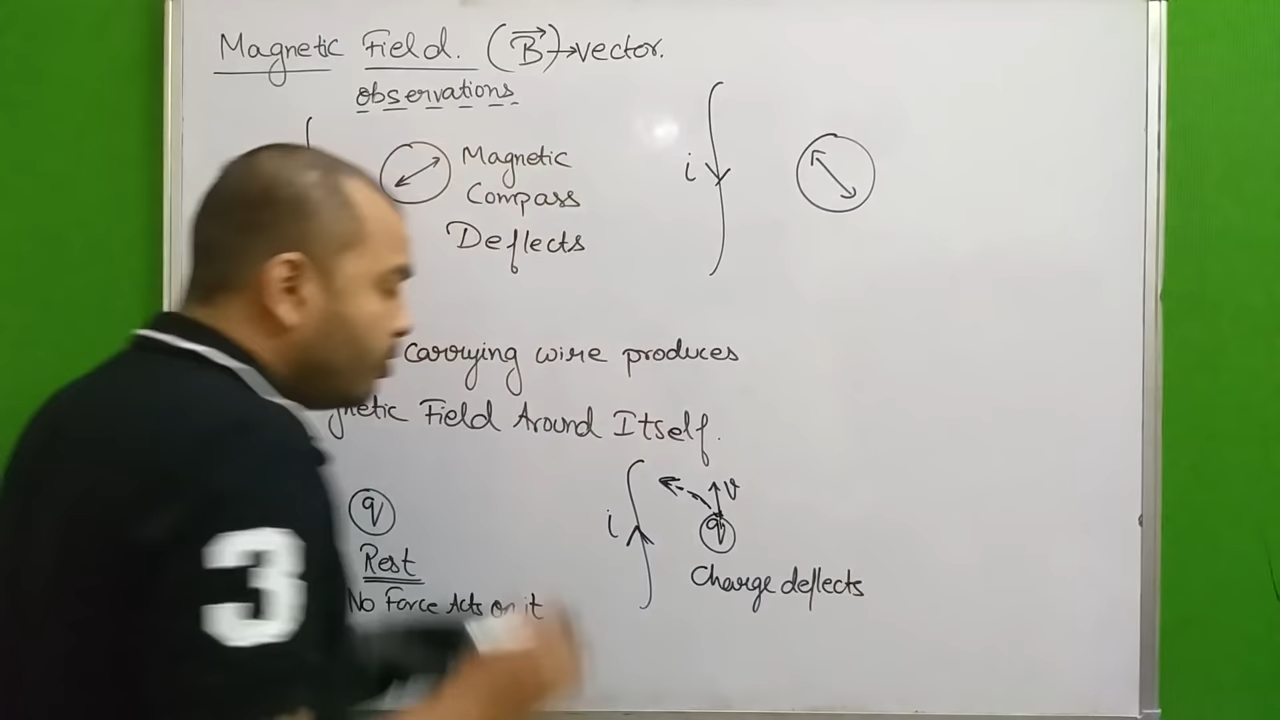 Magnetic Field. (B⃗)→vector.
observations
Magnetic
Compass
Deflects
i
carrying wire produces
gnetic Field Around Itself.
q
Rest
No Force Acts on it
i
v
q
Charge deflects
3